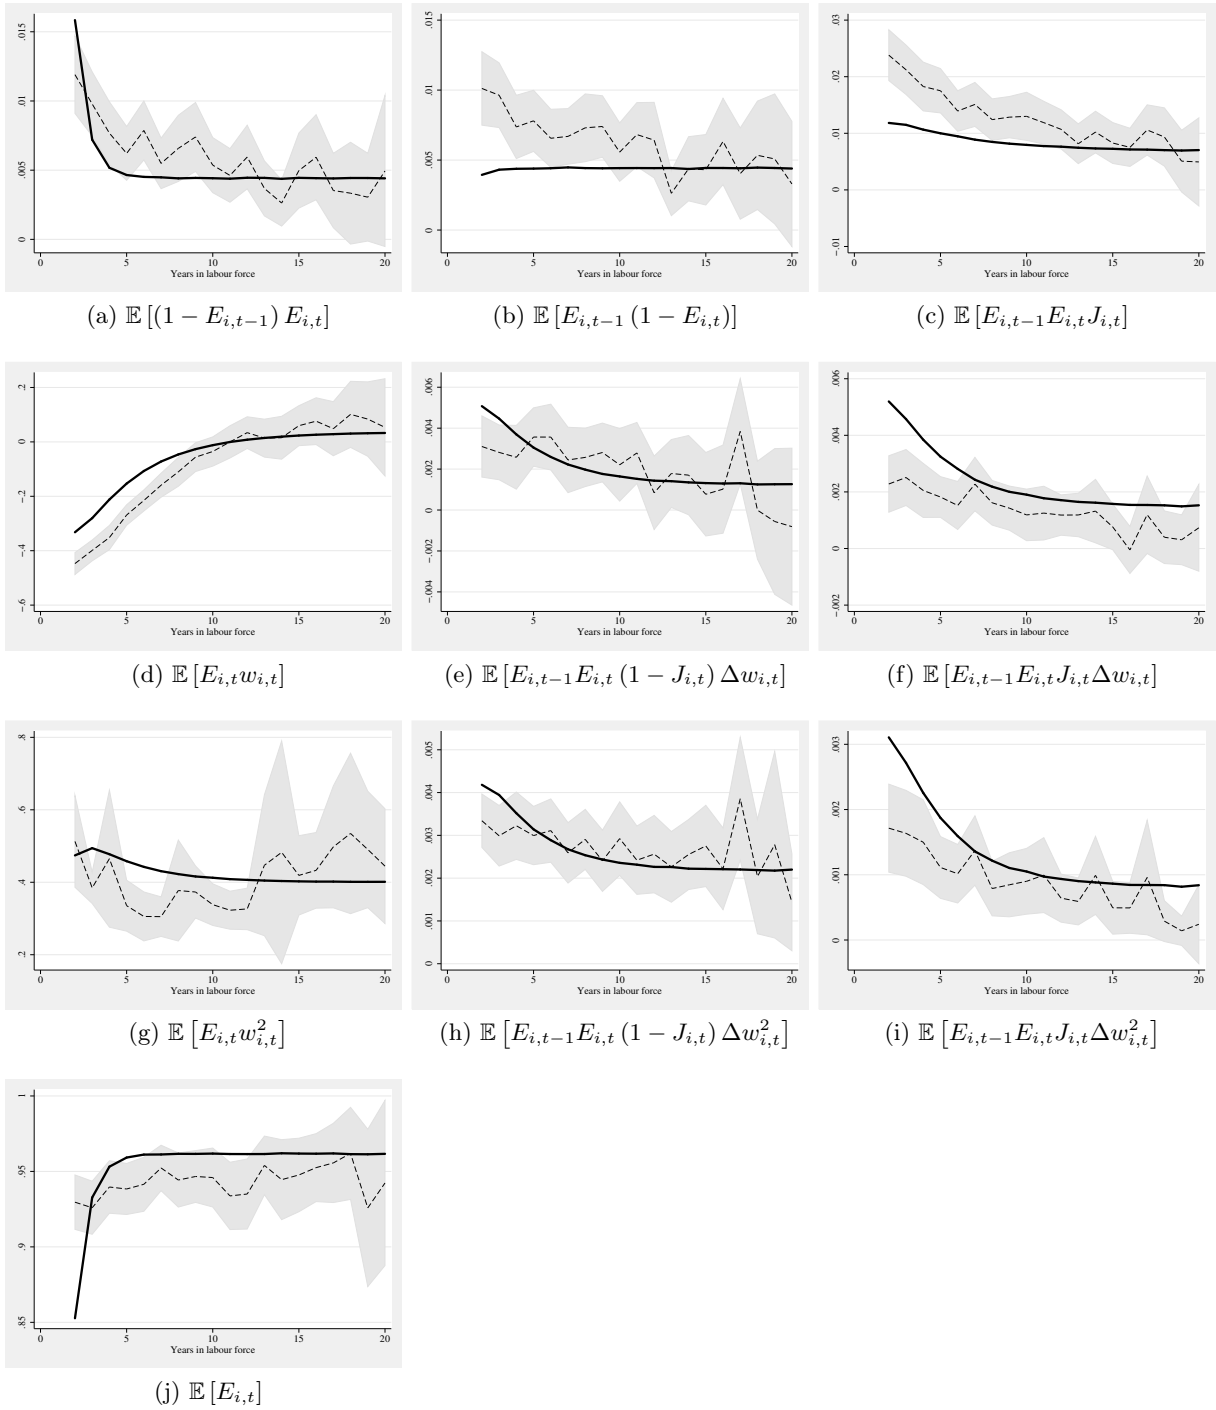 .015
.01
.005
0
0 5 10 15 20
Years in labour force
(a) 𝔼 [(1 − E_{i,t−1}) E_{i,t}]
.015
.01
.005
0
0 5 10 15 20
Years in labour force
(b) 𝔼 [E_{i,t−1} (1 − E_{i,t})]
.03
.02
.01
0
−.01
0 5 10 15 20
Years in labour force
(c) 𝔼 [E_{i,t−1}E_{i,t}J_{i,t}]
.2
0
−.2
−.4
−.6
0 5 10 15 20
Years in labour force
(d) 𝔼 [E_{i,t}w_{i,t}]
.006
.004
.002
0
−.002
−.004
0 5 10 15 20
Years in labour force
(e) 𝔼 [E_{i,t−1}E_{i,t} (1 − J_{i,t}) Δw_{i,t}]
.006
.004
.002
0
−.002
0 5 10 15 20
Years in labour force
(f) 𝔼 [E_{i,t−1}E_{i,t}J_{i,t}Δw_{i,t}]
.8
.6
.4
.2
0 5 10 15 20
Years in labour force
(g) 𝔼 [E_{i,t}w²_{i,t}]
.005
.004
.003
.002
.001
0
0 5 10 15 20
Years in labour force
(h) 𝔼 [E_{i,t−1}E_{i,t} (1 − J_{i,t}) Δw²_{i,t}]
.003
.002
.001
0
0 5 10 15 20
Years in labour force
(i) 𝔼 [E_{i,t−1}E_{i,t}J_{i,t}Δw²_{i,t}]
1
.95
.9
.85
0 5 10 15 20
Years in labour force
(j) 𝔼 [E_{i,t}]